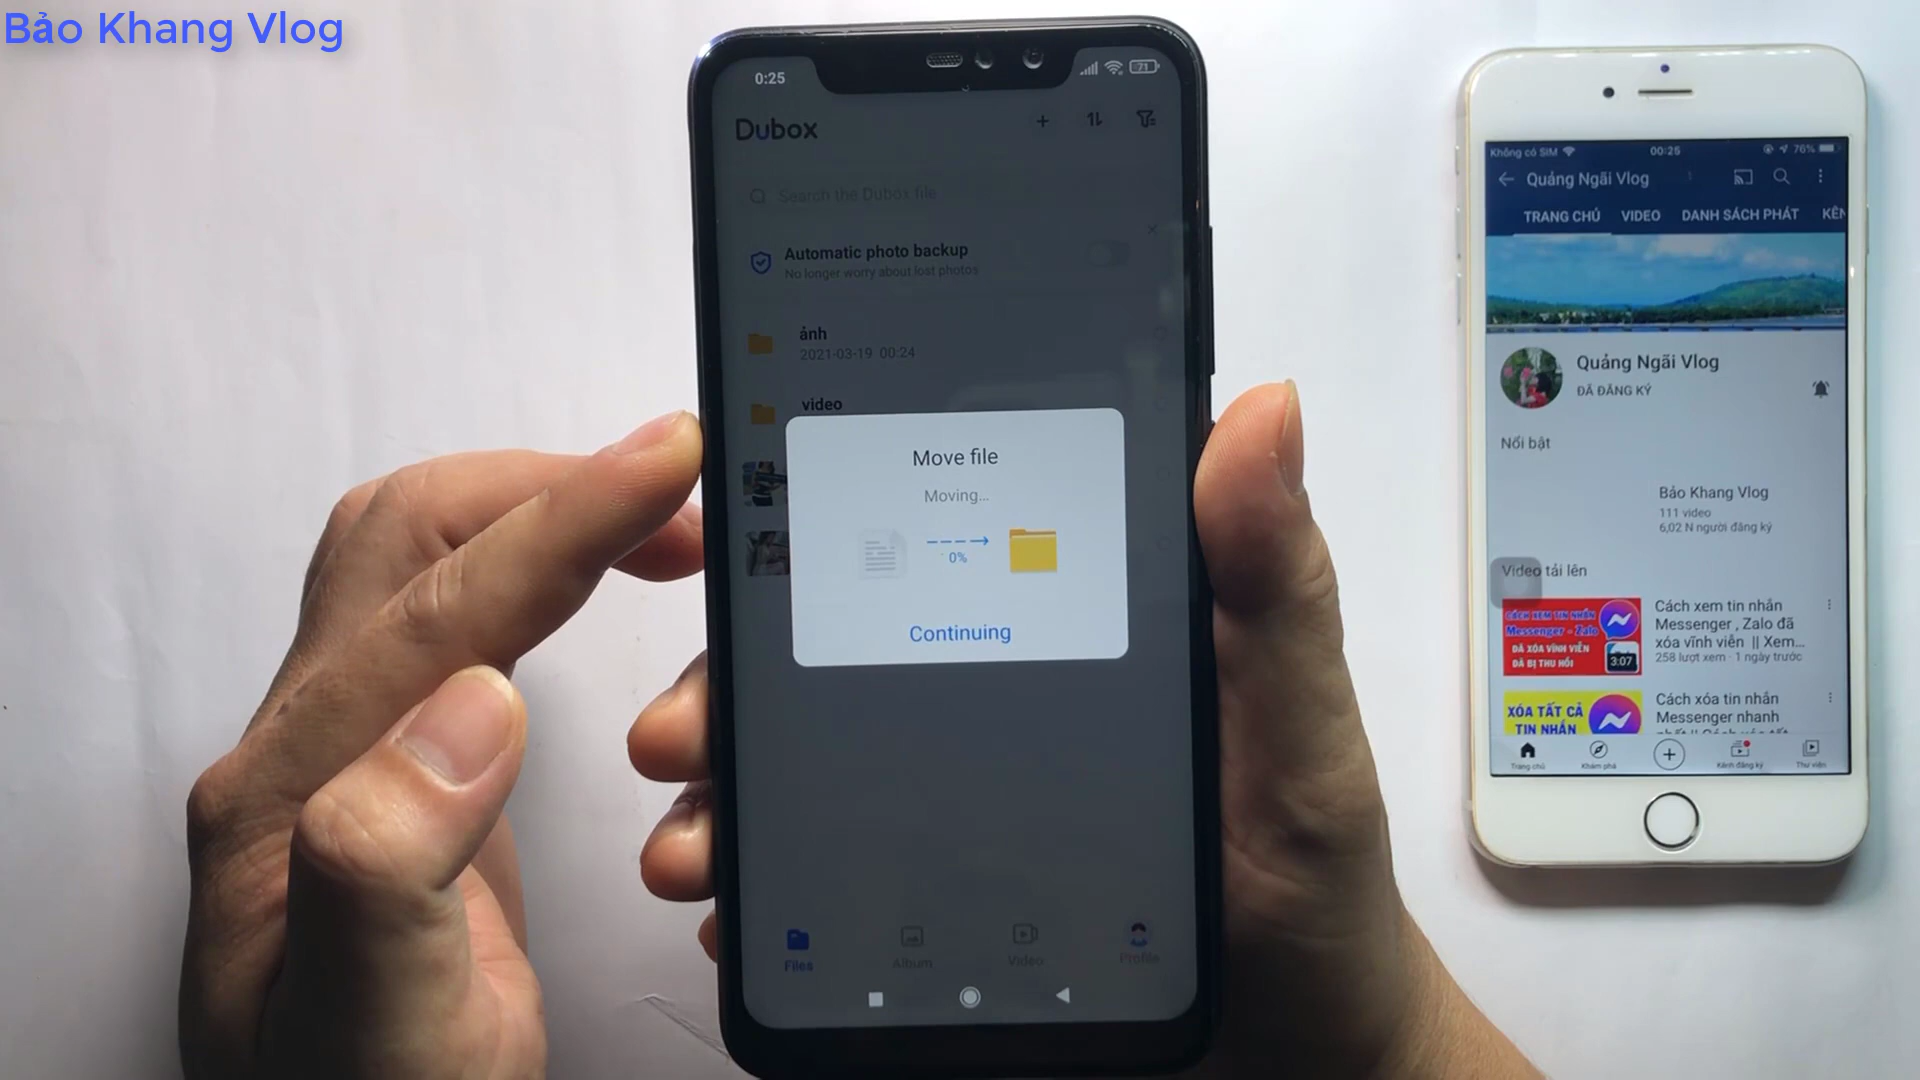 Bảo Khang Vlog
0:25
71
Dubox
Search the Dubox file
Automatic photo backup
No longer worry about lost photos
ảnh
2021-03-19 00:24
video
Move file
Moving...
0%
Continuing
Files
Album
Video
Profile
Không có SIM
00:25
76%
Quảng Ngãi Vlog
TRANG CHỦ
VIDEO
DANH SÁCH PHÁT
KÊN
Quảng Ngãi Vlog
ĐÃ ĐĂNG KÝ
Nổi bật
Bảo Khang Vlog
111 video
6,02 N người đăng ký
Video tải lên
CÁCH XEM TIN NHẮN
Messenger - Zalo
ĐÃ XÓA VĨNH VIỄN
ĐÃ BỊ THU HỒI
3:07
Cách xem tin nhắn
Messenger , Zalo đã
xóa vĩnh viễn || Xem...
258 lượt xem · 1 ngày trước
XÓA TẤT CẢ
TIN NHẮN
Cách xóa tin nhắn
Messenger nhanh
Trang chủ
Khám phá
Kênh đăng ký
Thư viện